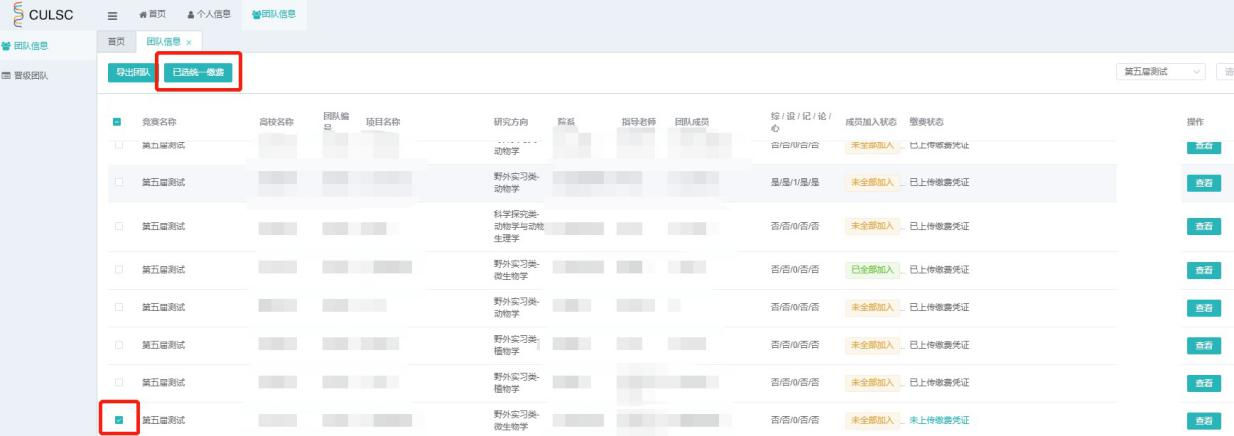 CULSC 首页 个人信息 团队信息
团队信息 首页 团队信息 ×
晋级团队 导出团队 已选统一缴费 第五届测试 请
竞赛名称 高校名称 团队编号 项目名称 研究方向 院系 指导老师 团队成员 综/设/记/论/心 成员加入状态 缴费状态 操作
第五届测试 动物学 否/否/0/否/否 未全部加入 已上传缴费凭证 查看
第五届测试 野外实习类-动物学 是/是/1/是/是 未全部加入 已上传缴费凭证 查看
第五届测试 科学探究类-动物学与动物生理学 否/否/0/否/否 未全部加入 已上传缴费凭证 查看
第五届测试 野外实习类-微生物学 否/否/0/否/否 已全部加入 已上传缴费凭证 查看
第五届测试 野外实习类-动物学 否/否/0/否/否 未全部加入 已上传缴费凭证 查看
第五届测试 野外实习类-植物学 否/否/0/否/否 未全部加入 已上传缴费凭证 查看
第五届测试 野外实习类-植物学 否/否/0/否/否 未全部加入 已上传缴费凭证 查看
第五届测试 野外实习类-微生物学 否/否/0/否/否 未全部加入 未上传缴费凭证 查看